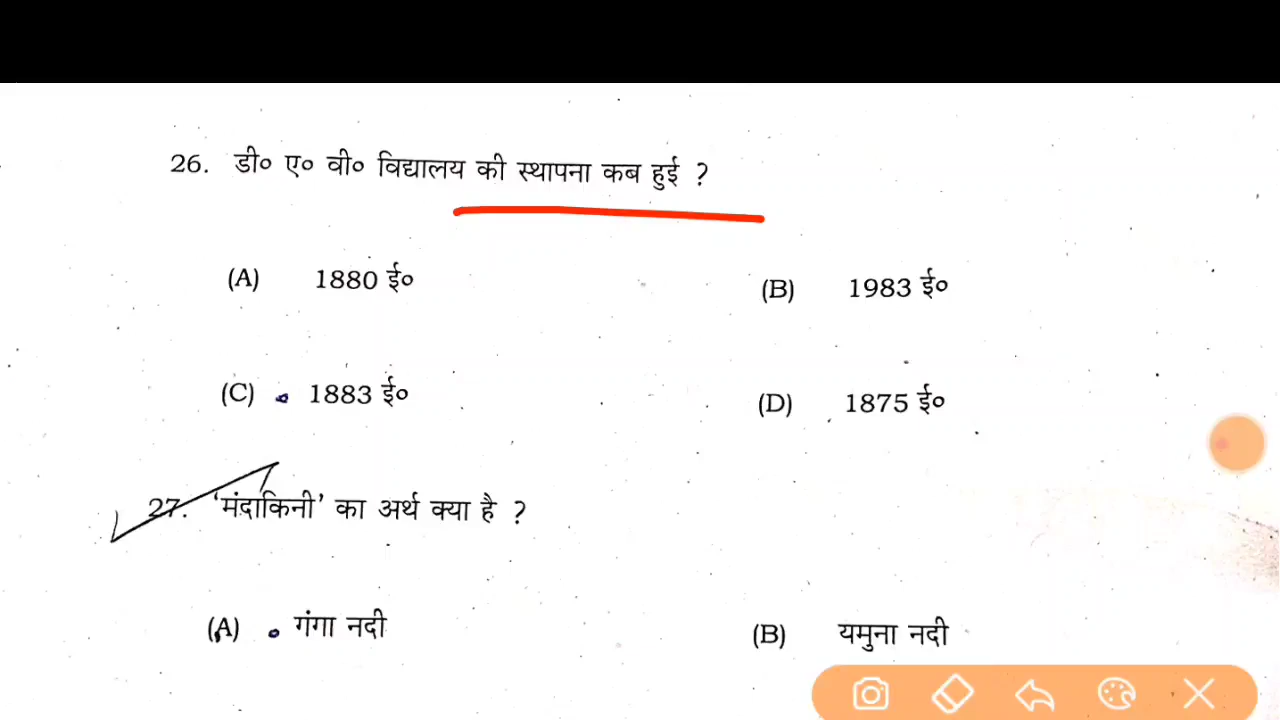 26. डी० ए० वी० विद्यालय की स्थापना कब हुई ?
(A) 1880 ई० (B) 1983 ई०
(C) 1883 ई० (D) 1875 ई०
27. 'मंदाकिनी' का अर्थ क्या है ?
(A) गंगा नदी (B) यमुना नदी